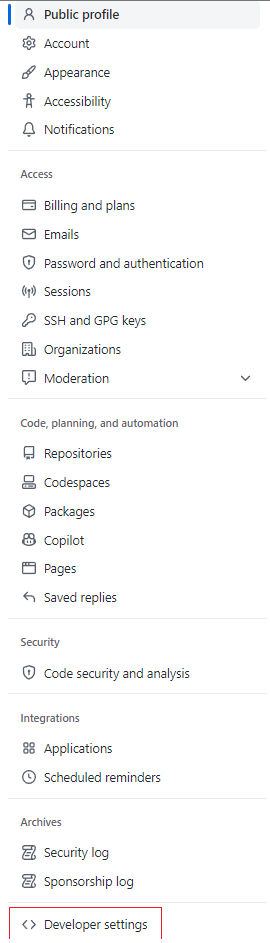 Public profile
Account
Appearance
Accessibility
Notifications
Access
Billing and plans
Emails
Password and authentication
Sessions
SSH and GPG keys
Organizations
Moderation
Code, planning, and automation
Repositories
Codespaces
Packages
Copilot
Pages
Saved replies
Security
Code security and analysis
Integrations
Applications
Scheduled reminders
Archives
Security log
Sponsorship log
Developer settings